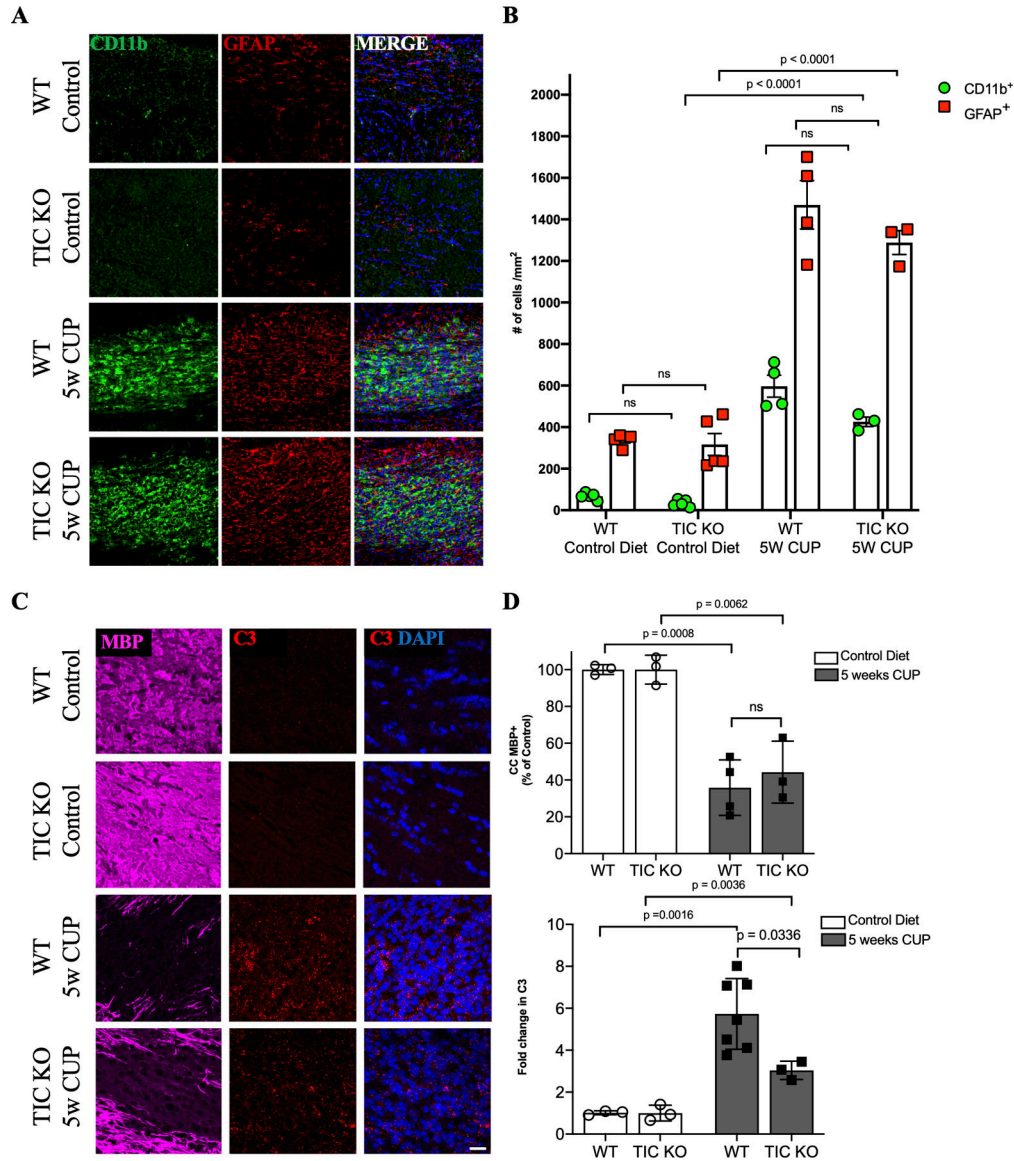 A
CD11b GFAP MERGE
WT
Control
TIC KO
Control
WT
5w CUP
TIC KO
5w CUP
B
p < 0.0001
p < 0.0001
ns
ns
ns
ns
CD11b+
GFAP+
# of cells /mm²
2000
1800
1600
1400
1200
1000
800
600
400
200
0
WT TIC KO WT TIC KO
Control Diet Control Diet 5W CUP 5W CUP
C
MBP C3 C3 DAPI
WT
Control
TIC KO
Control
WT
5w CUP
TIC KO
5w CUP
D
p = 0.0062
p = 0.0008
ns
Control Diet
5 weeks CUP
CC MBP+
(% of Control)
100
80
60
40
20
0
WT TIC KO WT TIC KO
p = 0.0036
p =0.0016
p = 0.0336
Control Diet
5 weeks CUP
Fold change in C3
10
8
6
4
2
0
WT TIC KO WT TIC KO